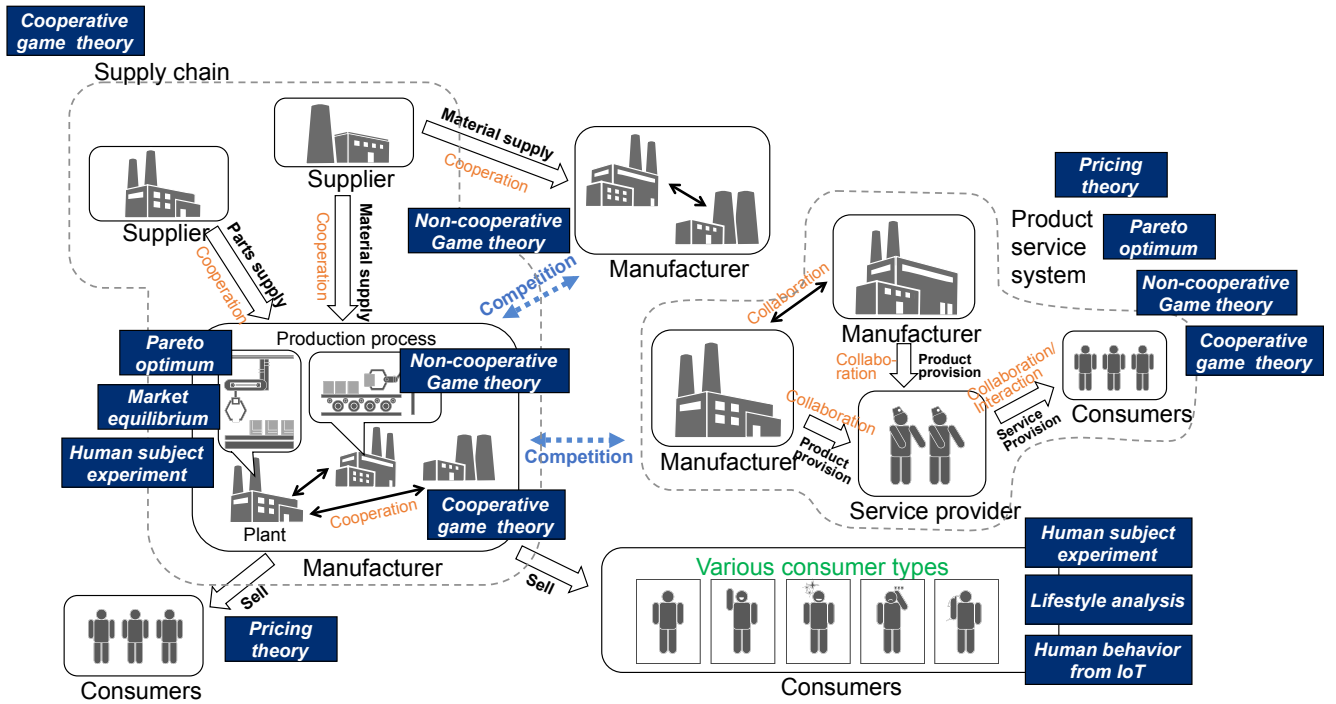 Cooperative
game theory
Supply chain
Supplier
Supplier
Material supply
Cooperation
Parts supply
Cooperation
Material supply
Cooperation
Non-cooperative
Game theory
Manufacturer
Competition
Production process
Pareto
optimum
Market
equilibrium
Human subject
experiment
Non-cooperative
Game theory
Plant
Cooperation
Cooperative
game theory
Manufacturer
Competition
Sell
Sell
Consumers
Pricing
theory
Pricing
theory
Product
service
system
Pareto
optimum
Non-cooperative
Game theory
Cooperative
game theory
Manufacturer
Collaboration
Manufacturer
Collabo-
ration
Product
provision
Collaboration
Product
provision
Service provider
Collaboration/
Interaction
Service
Provision
Consumers
Various consumer types
Consumers
Human subject
experiment
Lifestyle analysis
Human behavior
from IoT